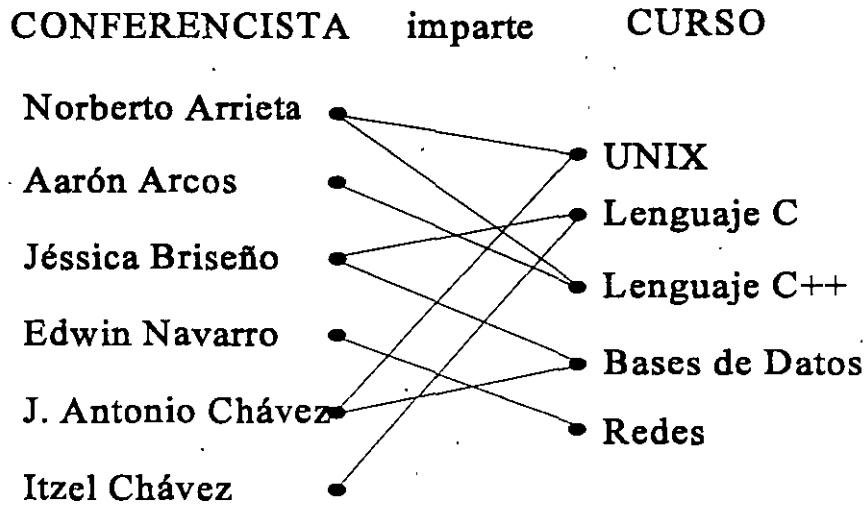 CONFERENCISTA imparte CURSO
Norberto Arrieta
Aarón Arcos
Jéssica Briseño
Edwin Navarro
J. Antonio Chávez
Itzel Chávez
UNIX
Lenguaje C
Lenguaje C++
Bases de Datos
Redes